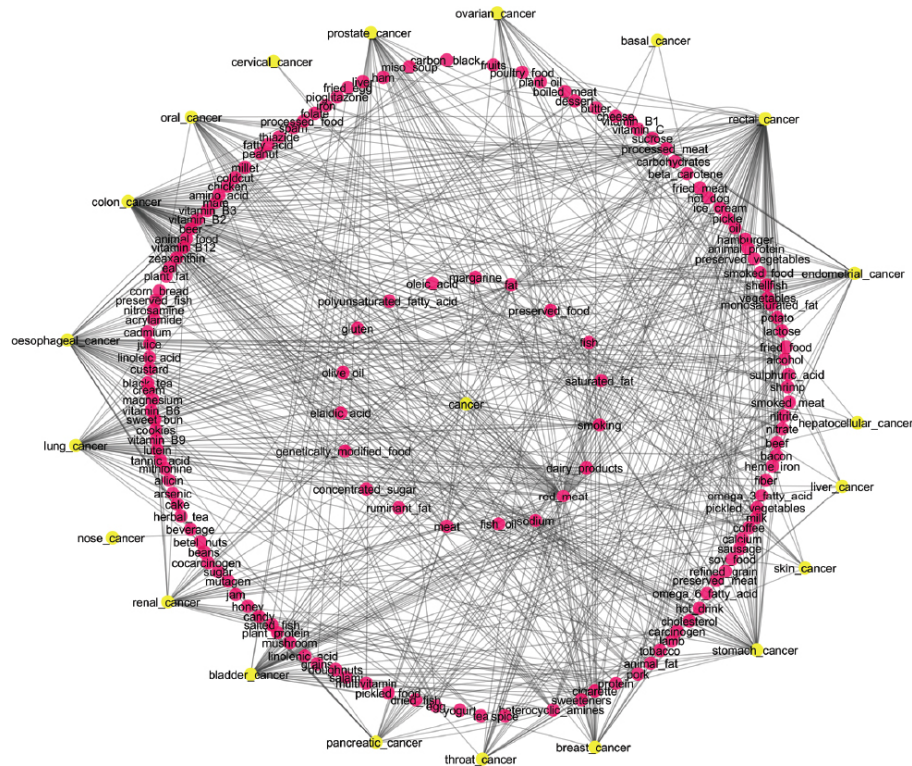 ovarian_cancer
prostate_cancer
basal_cancer
cervical_cancer
carbon_black
miso_soup
fruits
ham
poultry_food
liver
fried_egg
plant_oil
pioglitazone
boiled_meat
iron
dessert
folate
butter
oral_cancer
processed_food
cheese
rectal_cancer
spam
vitamin_B1
thiazide
vitamin_C
fatty_acid
sucrose
peanut
processed_meat
millet
carbohydrates
coldcut
beta_carotene
chicken
fried_meat
amino_acid
hot_dog
colon_cancer
ice_cream
vitamin_B3
pickle
vitamin_B2
oil
beer
hamburger
animal_food
animal_protein
vitamin_B12
preserved_vegetables
zeaxanthin
smoked_food
endometrial_cancer
plant_fat
shellfish
margarine
oleic_acid
fat
corn_bread
vegetables
preserved_fish
polyunsaturated_fatty_acid
monosaturated_fat
nitrosamine
preserved_food
potato
acrylamide
gluten
lactose
cadmium
oesophageal_cancer
juice
fish
fried_food
linoleic_acid
alcohol
custard
olive_oil
saturated_fat
sulphuric_acid
black_tea
shrimp
cream
magnesium
cancer
smoked_meat
vitamin_B6
elaidic_acid
nitrite
sweet_bun
smoking
hepatocellular_cancer
cookies
nitrate
lung_cancer
vitamin_B9
beef
lutein
genetically_modified_food
bacon
tannic_acid
heme_iron
mithionine
dairy_products
allicin
fiber
liver_cancer
arsenic
concentrated_sugar
red_meat
omega_3_fatty_acid
cake
ruminant_fat
pickled_vegetables
herbal_tea
milk
beverage
meat
fish_oil
sodium
coffee
nose_cancer
betel_nuts
calcium
beans
sausage
cocarcinogen
soy_food
skin_cancer
sugar
refined_grain
mutagen
preserved_meat
jam
omega_6_fatty_acid
renal_cancer
honey
hot_drink
candy
cholesterol
salted_fish
carcinogen
plant_protein
lamb
mushroom
tobacco
stomach_cancer
linolenic_acid
animal_fat
grains
bladder_cancer
doughnuts
pork
salami
protein
multivitamin
cigarette
pickled_food
sweeteners
dried_fish
egg
heterocyclic_amines
yogurt
tea
spice
pancreatic_cancer
breast_cancer
throat_cancer